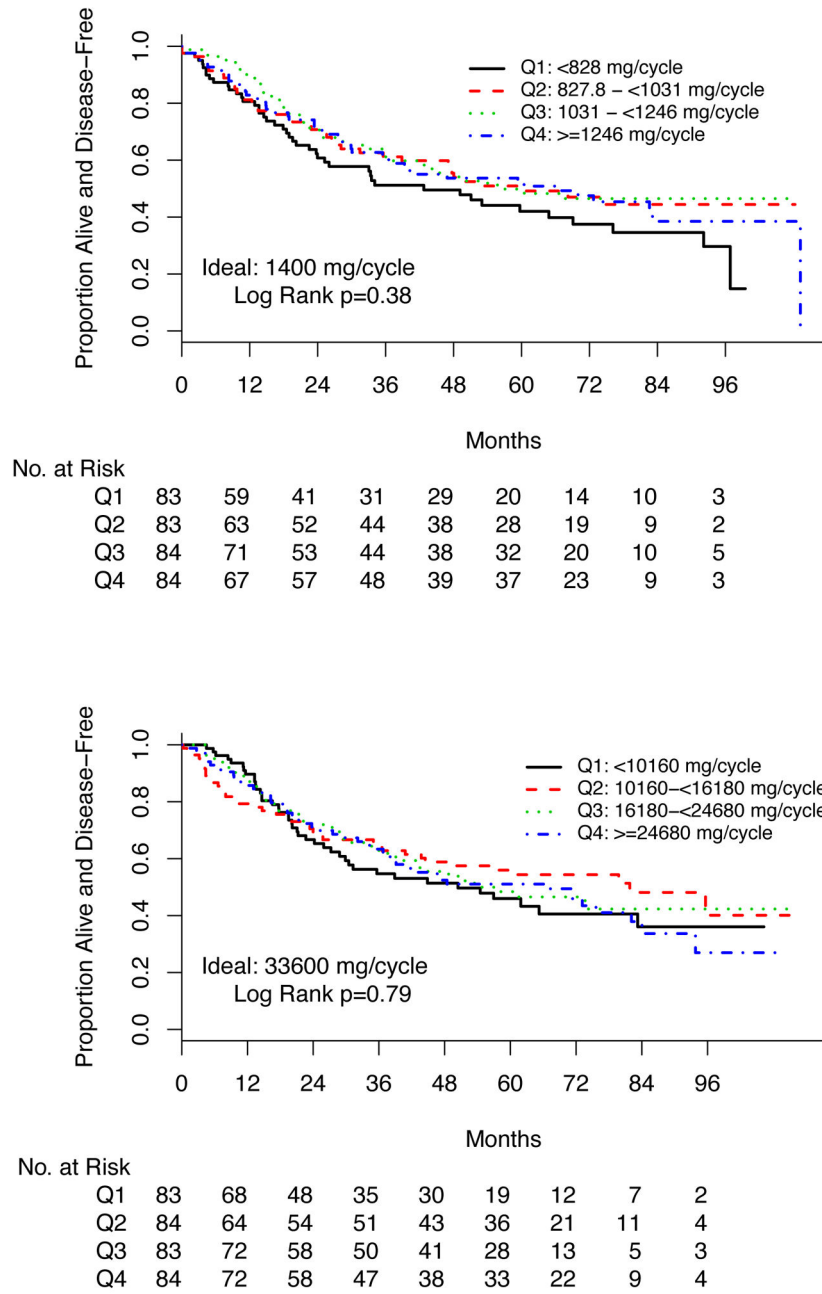 Proportion Alive and Disease–Free
1.0
0.8
0.6
0.4
0.2
0.0
Q1: <828 mg/cycle
Q2: 827.8 – <1031 mg/cycle
Q3: 1031 – <1246 mg/cycle
Q4: >=1246 mg/cycle
Ideal: 1400 mg/cycle
Log Rank p=0.38
0 12 24 36 48 60 72 84 96
Months
No. at Risk
Q1 83 59 41 31 29 20 14 10 3
Q2 83 63 52 44 38 28 19 9 2
Q3 84 71 53 44 38 32 20 10 5
Q4 84 67 57 48 39 37 23 9 3
Proportion Alive and Disease–Free
1.0
0.8
0.6
0.4
0.2
0.0
Q1: <10160 mg/cycle
Q2: 10160–<16180 mg/cycle
Q3: 16180–<24680 mg/cycle
Q4: >=24680 mg/cycle
Ideal: 33600 mg/cycle
Log Rank p=0.79
0 12 24 36 48 60 72 84 96
Months
No. at Risk
Q1 83 68 48 35 30 19 12 7 2
Q2 84 64 54 51 43 36 21 11 4
Q3 83 72 58 50 41 28 13 5 3
Q4 84 72 58 47 38 33 22 9 4